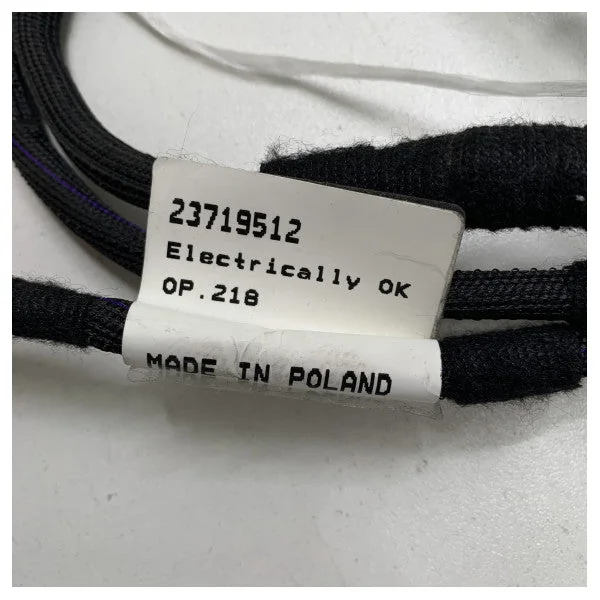 23719512
Electrically OK
OP.218
MADE IN POLAND